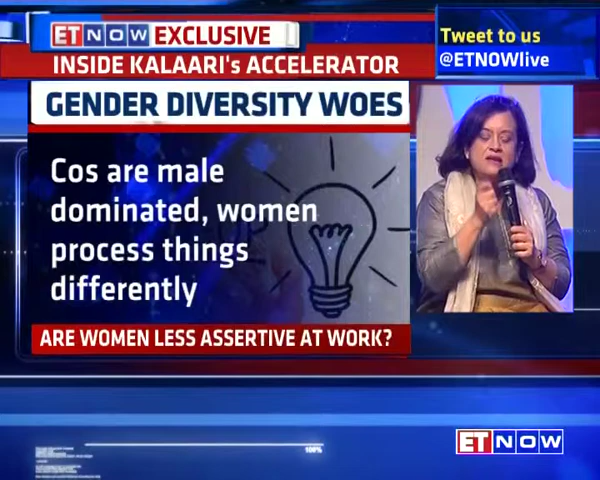 ET NOW EXCLUSIVE
INSIDE KALAARI's ACCELERATOR
Tweet to us
@ETNOWlive
GENDER DIVERSITY WOES
Cos are male
dominated, women
process things
differently
ARE WOMEN LESS ASSERTIVE AT WORK?
100%
ET NOW